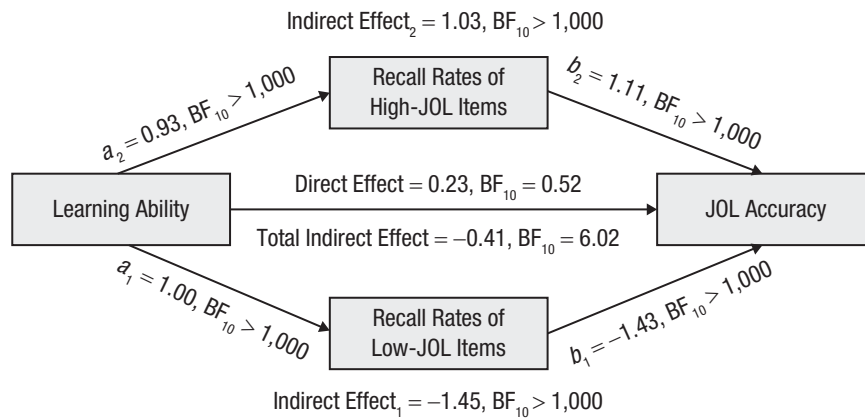 Indirect Effect₂ = 1.03, BF₁₀ > 1,000
a₂ = 0.93, BF₁₀ > 1,000
Recall Rates of
High-JOL Items
b₂ = 1.11, BF₁₀ > 1,000
Learning Ability
Direct Effect = 0.23, BF₁₀ = 0.52
Total Indirect Effect = −0.41, BF₁₀ = 6.02
JOL Accuracy
a₁ = 1.00, BF₁₀ > 1,000
Recall Rates of
Low-JOL Items
b₁ = −1.43, BF₁₀ > 1,000
Indirect Effect₁ = −1.45, BF₁₀ > 1,000